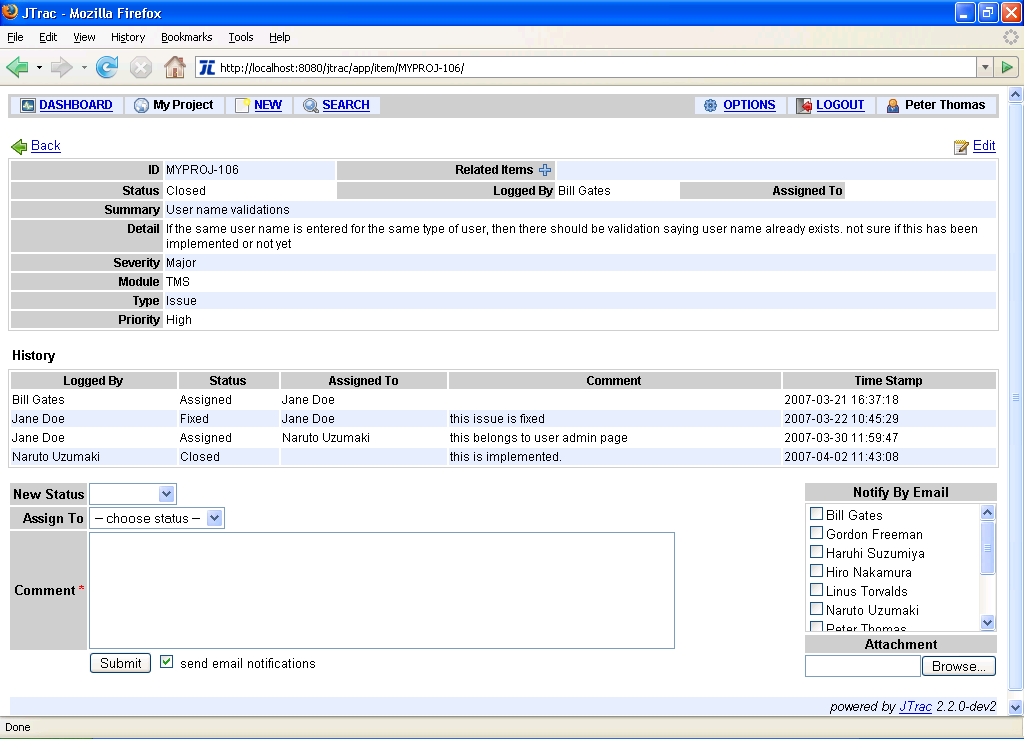 JTrac - Mozilla Firefox
File Edit View History Bookmarks Tools Help
http://localhost:8080/jtrac/app/item/MYPROJ-106/
DASHBOARD My Project NEW SEARCH OPTIONS LOGOUT Peter Thomas
Back Edit
ID MYPROJ-106 Related Items
Status Closed Logged By Bill Gates Assigned To
Summary User name validations
Detail If the same user name is entered for the same type of user, then there should be validation saying user name already exists. not sure if this has been
implemented or not yet
Severity Major
Module TMS
Type Issue
Priority High
History
Logged By Status Assigned To Comment Time Stamp
Bill Gates Assigned Jane Doe 2007-03-21 16:37:18
Jane Doe Fixed Jane Doe this issue is fixed 2007-03-22 10:45:29
Jane Doe Assigned Naruto Uzumaki this belongs to user admin page 2007-03-30 11:59:47
Naruto Uzumaki Closed this is implemented. 2007-04-02 11:43:08
New Status
Assign To -- choose status --
Comment *
Submit send email notifications
Notify By Email
Bill Gates
Gordon Freeman
Haruhi Suzumiya
Hiro Nakamura
Linus Torvalds
Naruto Uzumaki
Peter Thomas
Attachment
Browse...
powered by JTrac 2.2.0-dev2
Done